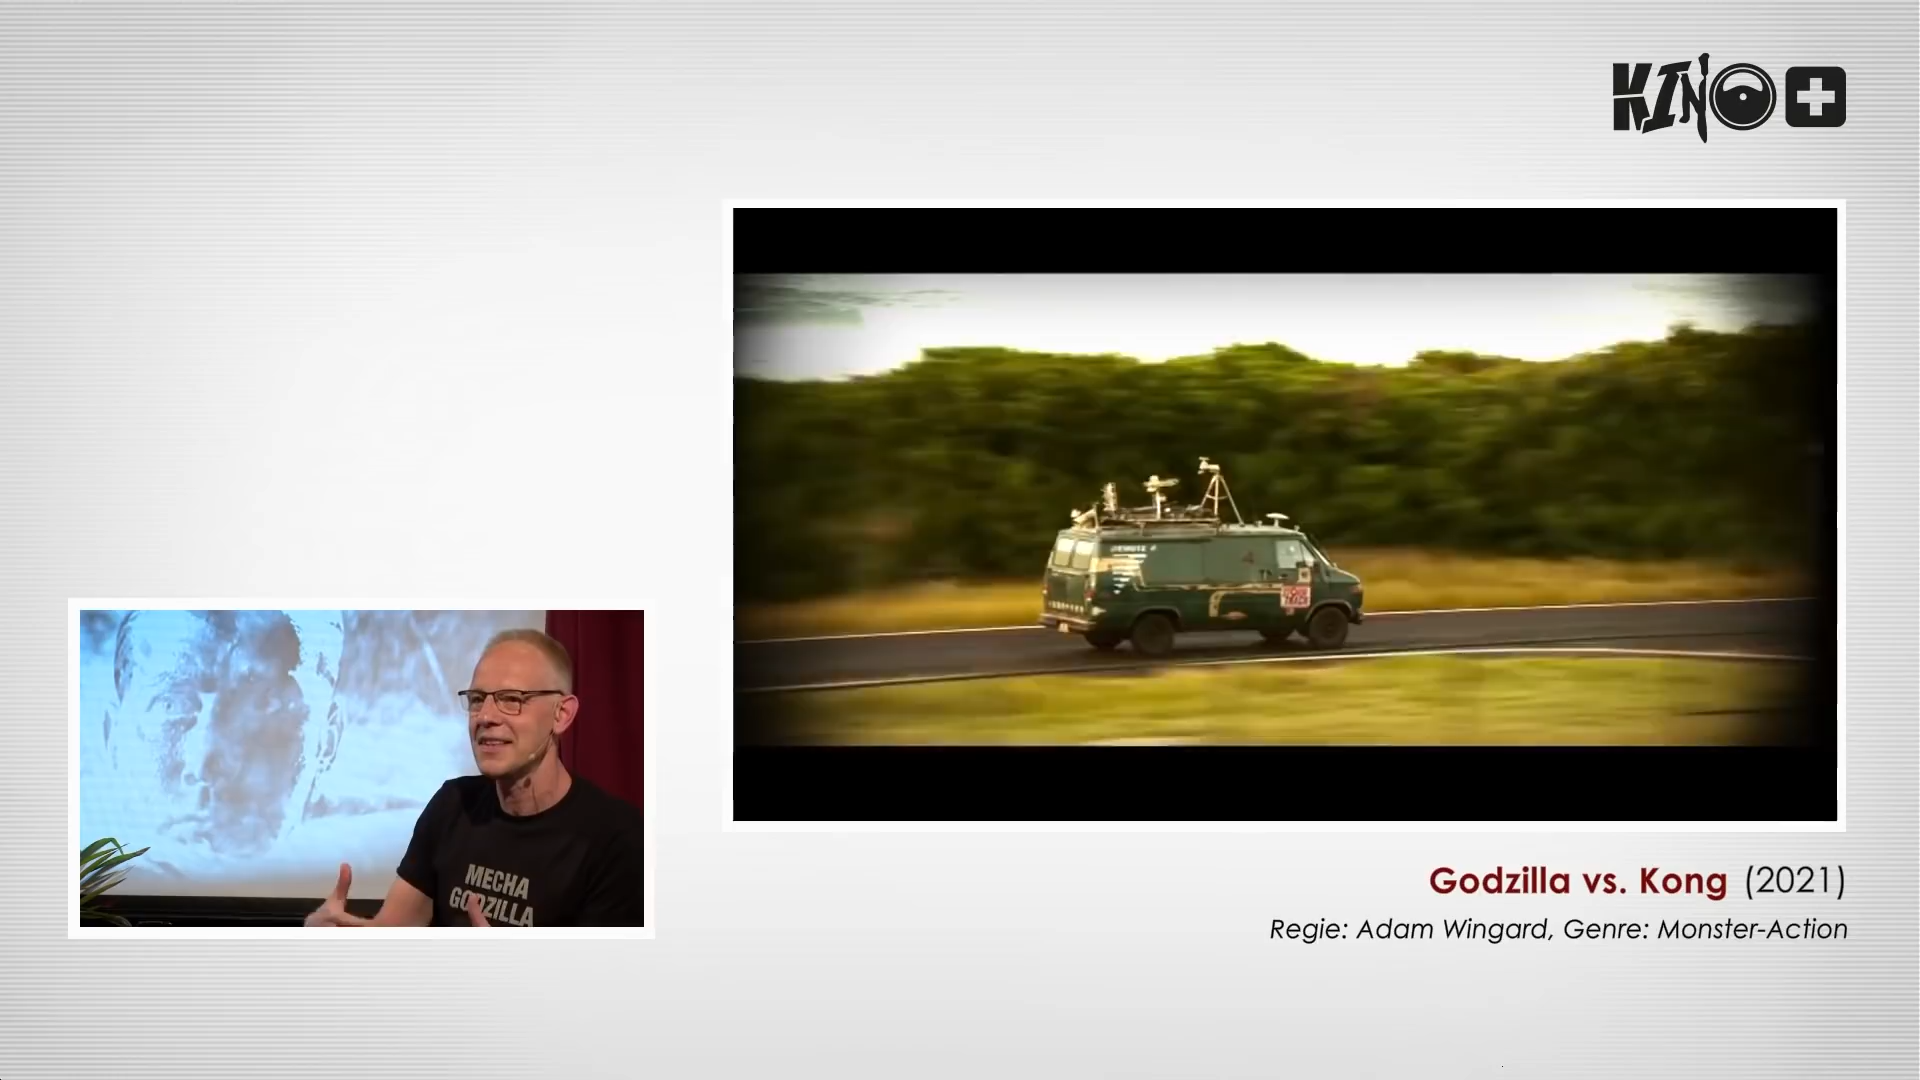 KINO+
MECHA
GODZILLA
Godzilla vs. Kong (2021)
Regie: Adam Wingard, Genre: Monster-Action